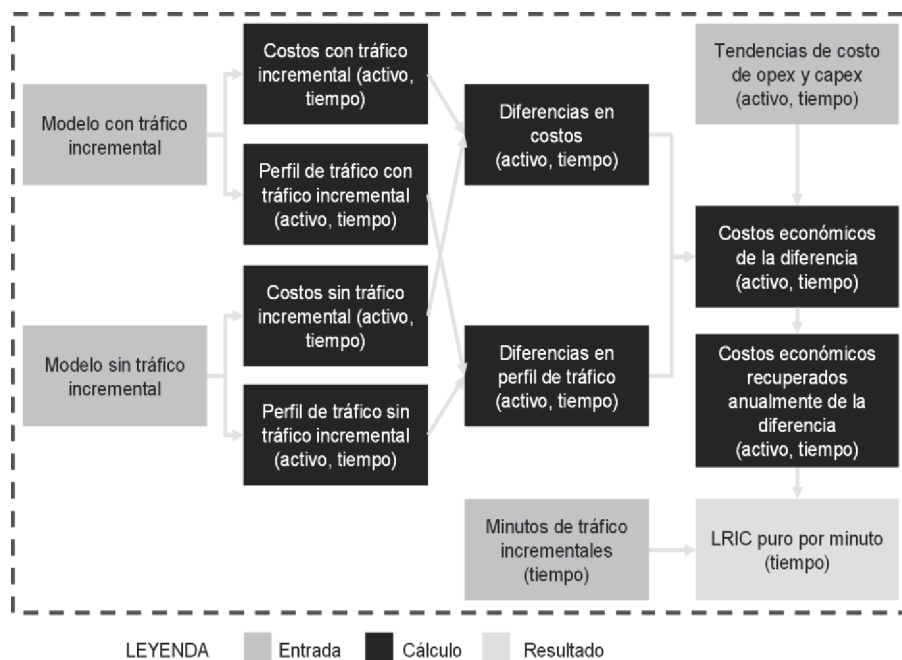 Modelo con tráfico
incremental
Modelo sin tráfico
incremental
Costos con tráfico
incremental (activo,
tiempo)
Perfil de tráfico con
tráfico incremental
(activo, tiempo)
Costos sin tráfico
incremental (activo,
tiempo)
Perfil de tráfico sin
tráfico incremental
(activo, tiempo)
Diferencias en
costos
(activo, tiempo)
Diferencias en
perfil de tráfico
(activo, tiempo)
Minutos de tráfico
incrementales
(tiempo)
Tendencias de costo
de opex y capex
(activo, tiempo)
Costos económicos
de la diferencia
(activo, tiempo)
Costos económicos
recuperados
anualmente de la
diferencia
(activo, tiempo)
LRIC puro por minuto
(tiempo)
LEYENDA
Entrada
Cálculo
Resultado